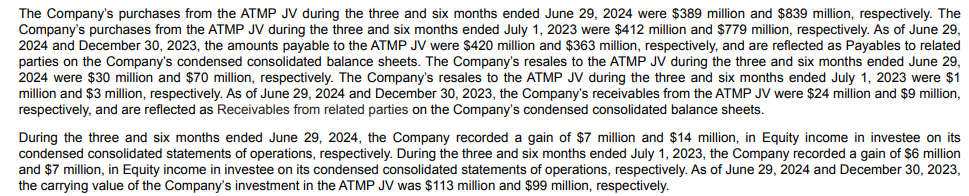 The Company's purchases from the ATMP JV during the three and six months ended June 29, 2024 were $389 million and $839 million, respectively. The
Company's purchases from the ATMP JV during the three and six months ended July 1, 2023 were $412 million and $779 million, respectively. As of June 29,
2024 and December 30, 2023, the amounts payable to the ATMP JV were $420 million and $363 million, respectively, and are reflected as Payables to related
parties on the Company's condensed consolidated balance sheets. The Company's resales to the ATMP JV during the three and six months ended June 29,
2024 were $30 million and $70 million, respectively. The Company's resales to the ATMP JV during the three and six months ended July 1, 2023 were $1
million and $3 million, respectively. As of June 29, 2024 and December 30, 2023, the Company's receivables from the ATMP JV were $24 million and $9 million,
respectively, and are reflected as Receivables from related parties on the Company's condensed consolidated balance sheets.
During the three and six months ended June 29, 2024, the Company recorded a gain of $7 million and $14 million, in Equity income in investee on its
condensed consolidated statements of operations, respectively. During the three and six months ended July 1, 2023, the Company recorded a gain of $6 million
and $7 million, in Equity income in investee on its condensed consolidated statements of operations, respectively. As of June 29, 2024 and December 30, 2023,
the carrying value of the Company's investment in the ATMP JV was $113 million and $99 million, respectively.